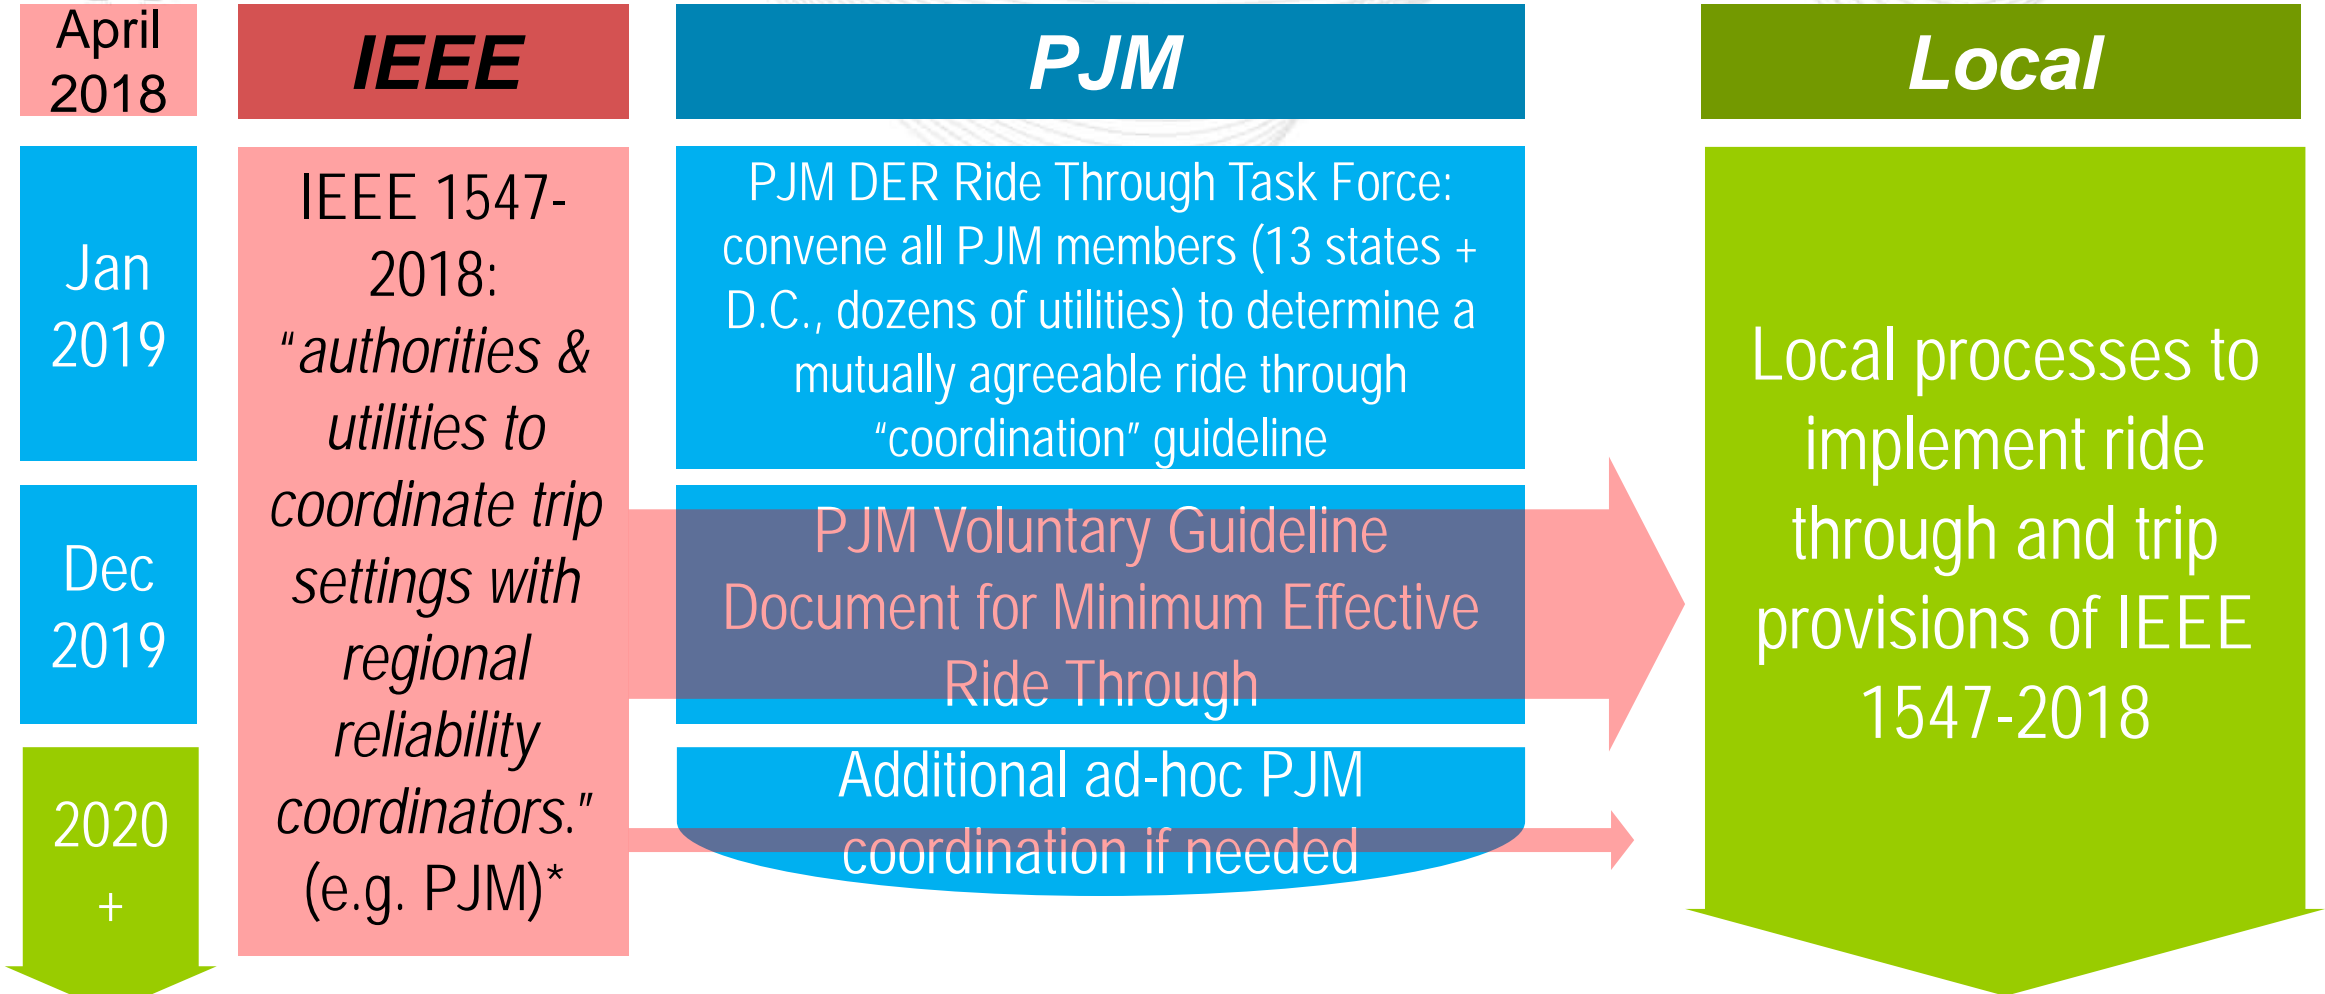 April
2018
IEEE
PJM
Local
Jan
2019
Dec
2019
2020
+
IEEE 1547-
2018:
“authorities &
utilities to
coordinate trip
settings with
regional
reliability
coordinators.”
(e.g. PJM)*
PJM DER Ride Through Task Force:
convene all PJM members (13 states +
D.C., dozens of utilities) to determine a
mutually agreeable ride through
“coordination” guideline
PJM Voluntary Guideline
Document for Minimum Effective
Ride Through
Additional ad-hoc PJM
coordination if needed
Local processes to
implement ride
through and trip
provisions of IEEE
1547-2018